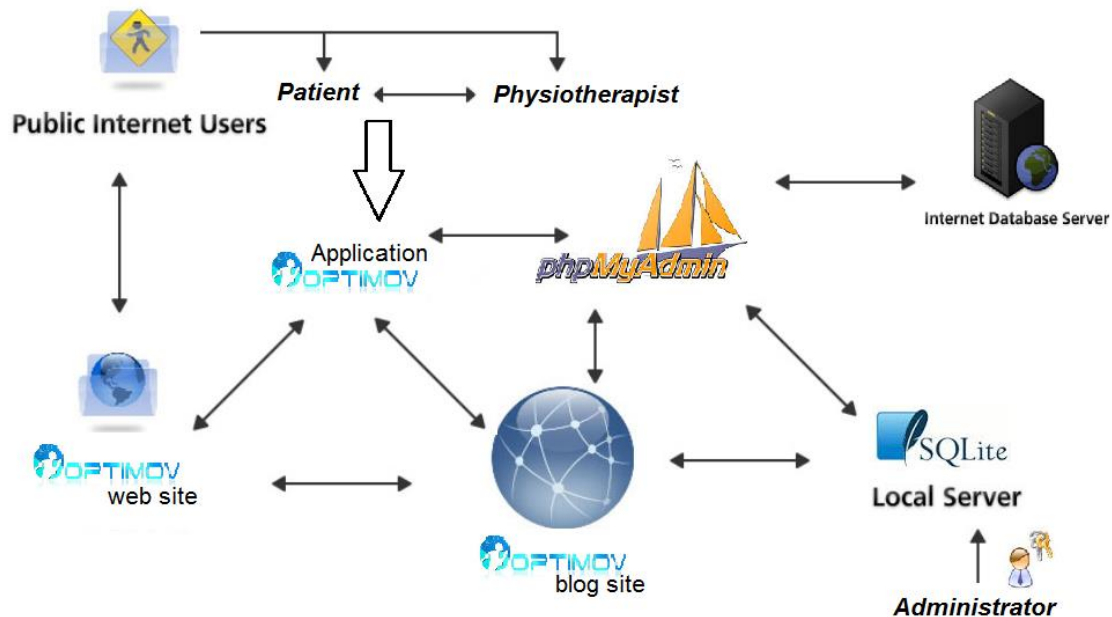 Public Internet Users
Patient
Physiotherapist
Internet Database Server
Application
OPTIMOV
phpMyAdmin
OPTIMOV
web site
OPTIMOV
blog site
SQLite
Local Server
Administrator